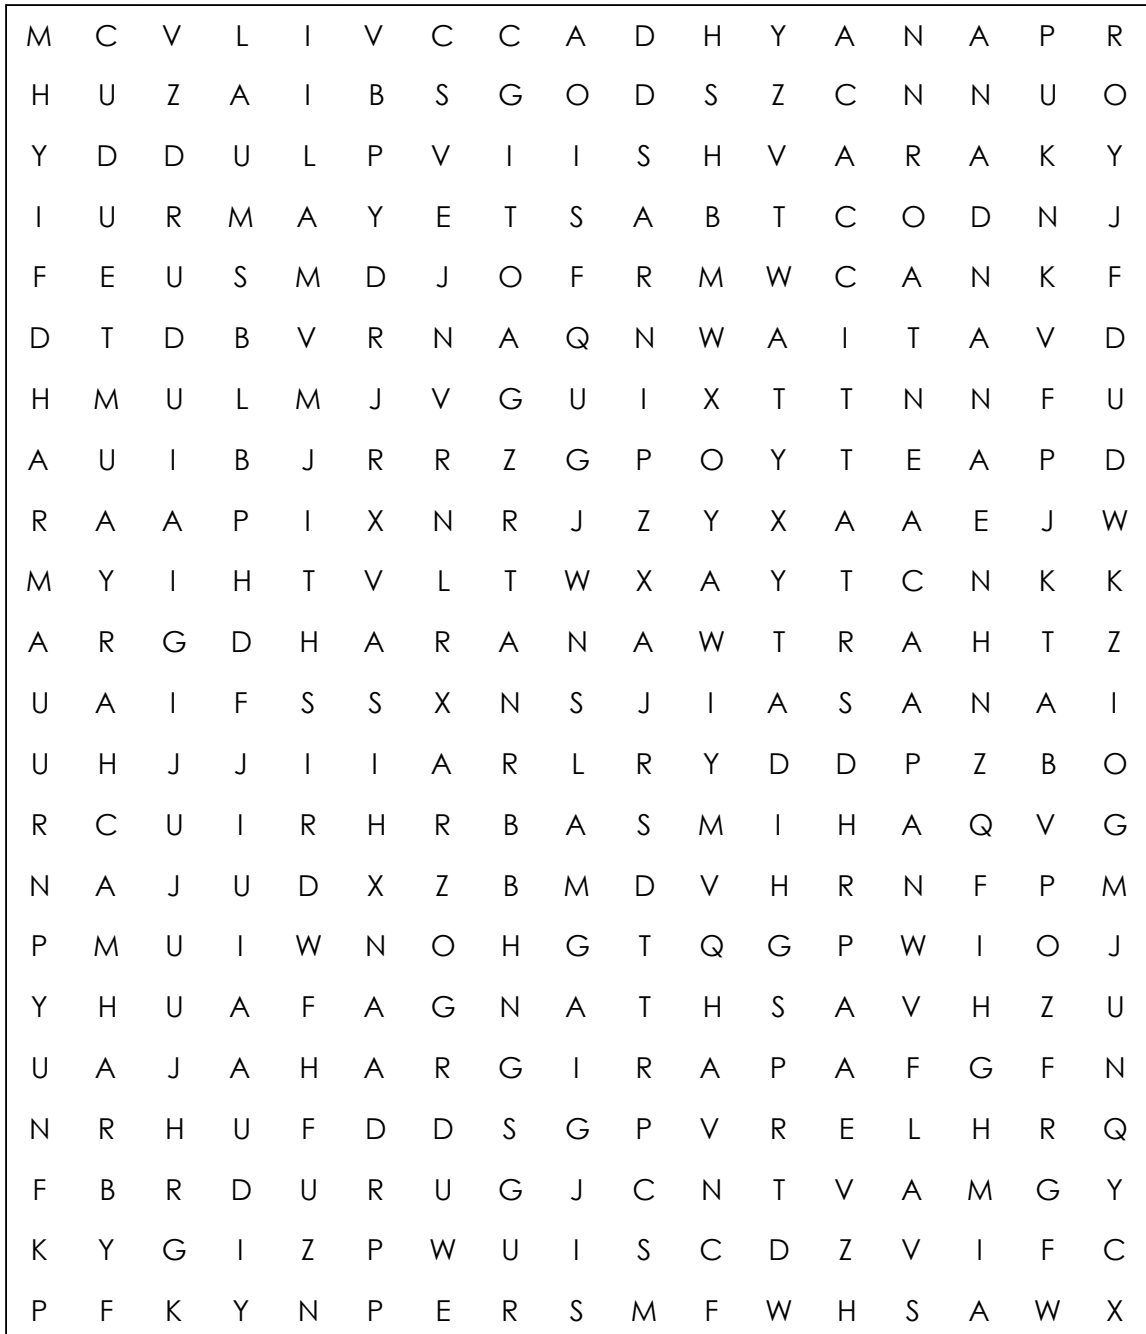 M C V L I V C C A D H Y A N A P R
H U Z A I B S G O D S Z C N N U O
Y D D U L P V I I S H V A R A K Y
I U R M A Y E T S A B T C O D N J
F E U S M D J O F R M W C A N K F
D T D B V R N A Q N W A I T A V D
H M U L M J V G U I X T T N N F U
A U I B J R R Z G P O Y T E A P D
R A A P I X N R J Z Y X A A E J W
M Y I H T V L T W X A Y T C N K K
A R G D H A R A N A W T R A H T Z
U A I F S S X N S J I A S A N A I
U H J J I I A R L R Y D D P Z B O
R C U I R H R B A S M I H A Q V G
N A J U D X Z B M D V H R N F P M
P M U I W N O H G T Q G P W I O J
Y H U A F A G N A T H S A V H Z U
U A J A H A R G I R A P A F G F N
N R H U F D D S G P V R E L H R Q
F B R D U R U G J C N T V A M G Y
K Y G I Z P W U I S C D Z V I F C
P F K Y N P E R S M F W H S A W X